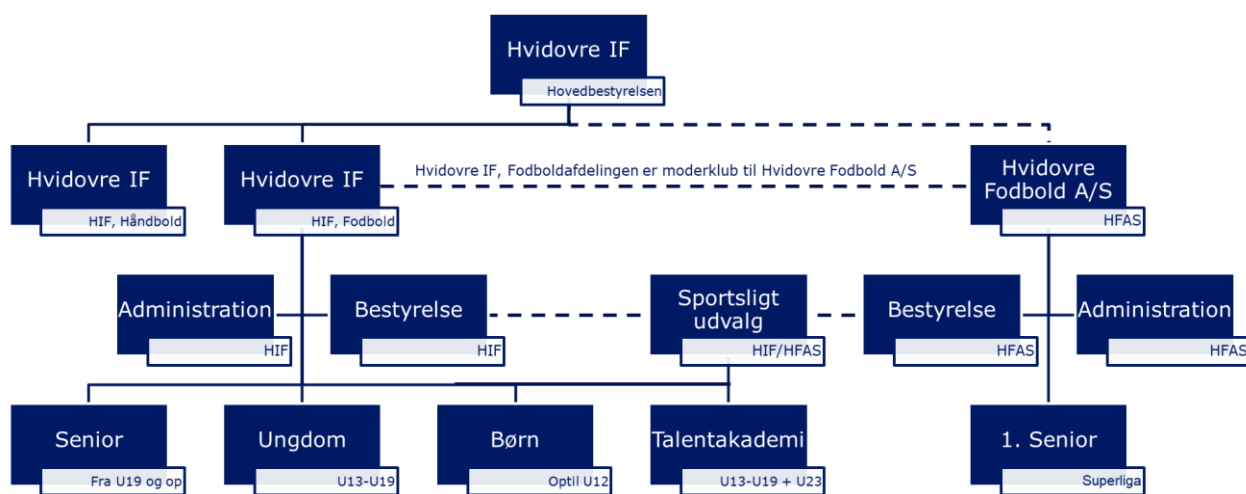 Hvidovre IF
Hovedbestyrelsen
Hvidovre IF
HIF, Håndbold
Hvidovre IF
HIF, Fodbold
Hvidovre IF, Fodboldafdelingen er moderklub til Hvidovre Fodbold A/S
Hvidovre
Fodbold A/S
HFAS
Administration
HIF
Bestyrelse
HIF
Sportsligt
udvalg
HIF/HFAS
Bestyrelse
HFAS
Administration
HFAS
Senior
Fra U19 og op
Ungdom
U13-U19
Børn
Optil U12
Talentakademi
U13-U19 + U23
1. Senior
Superliga